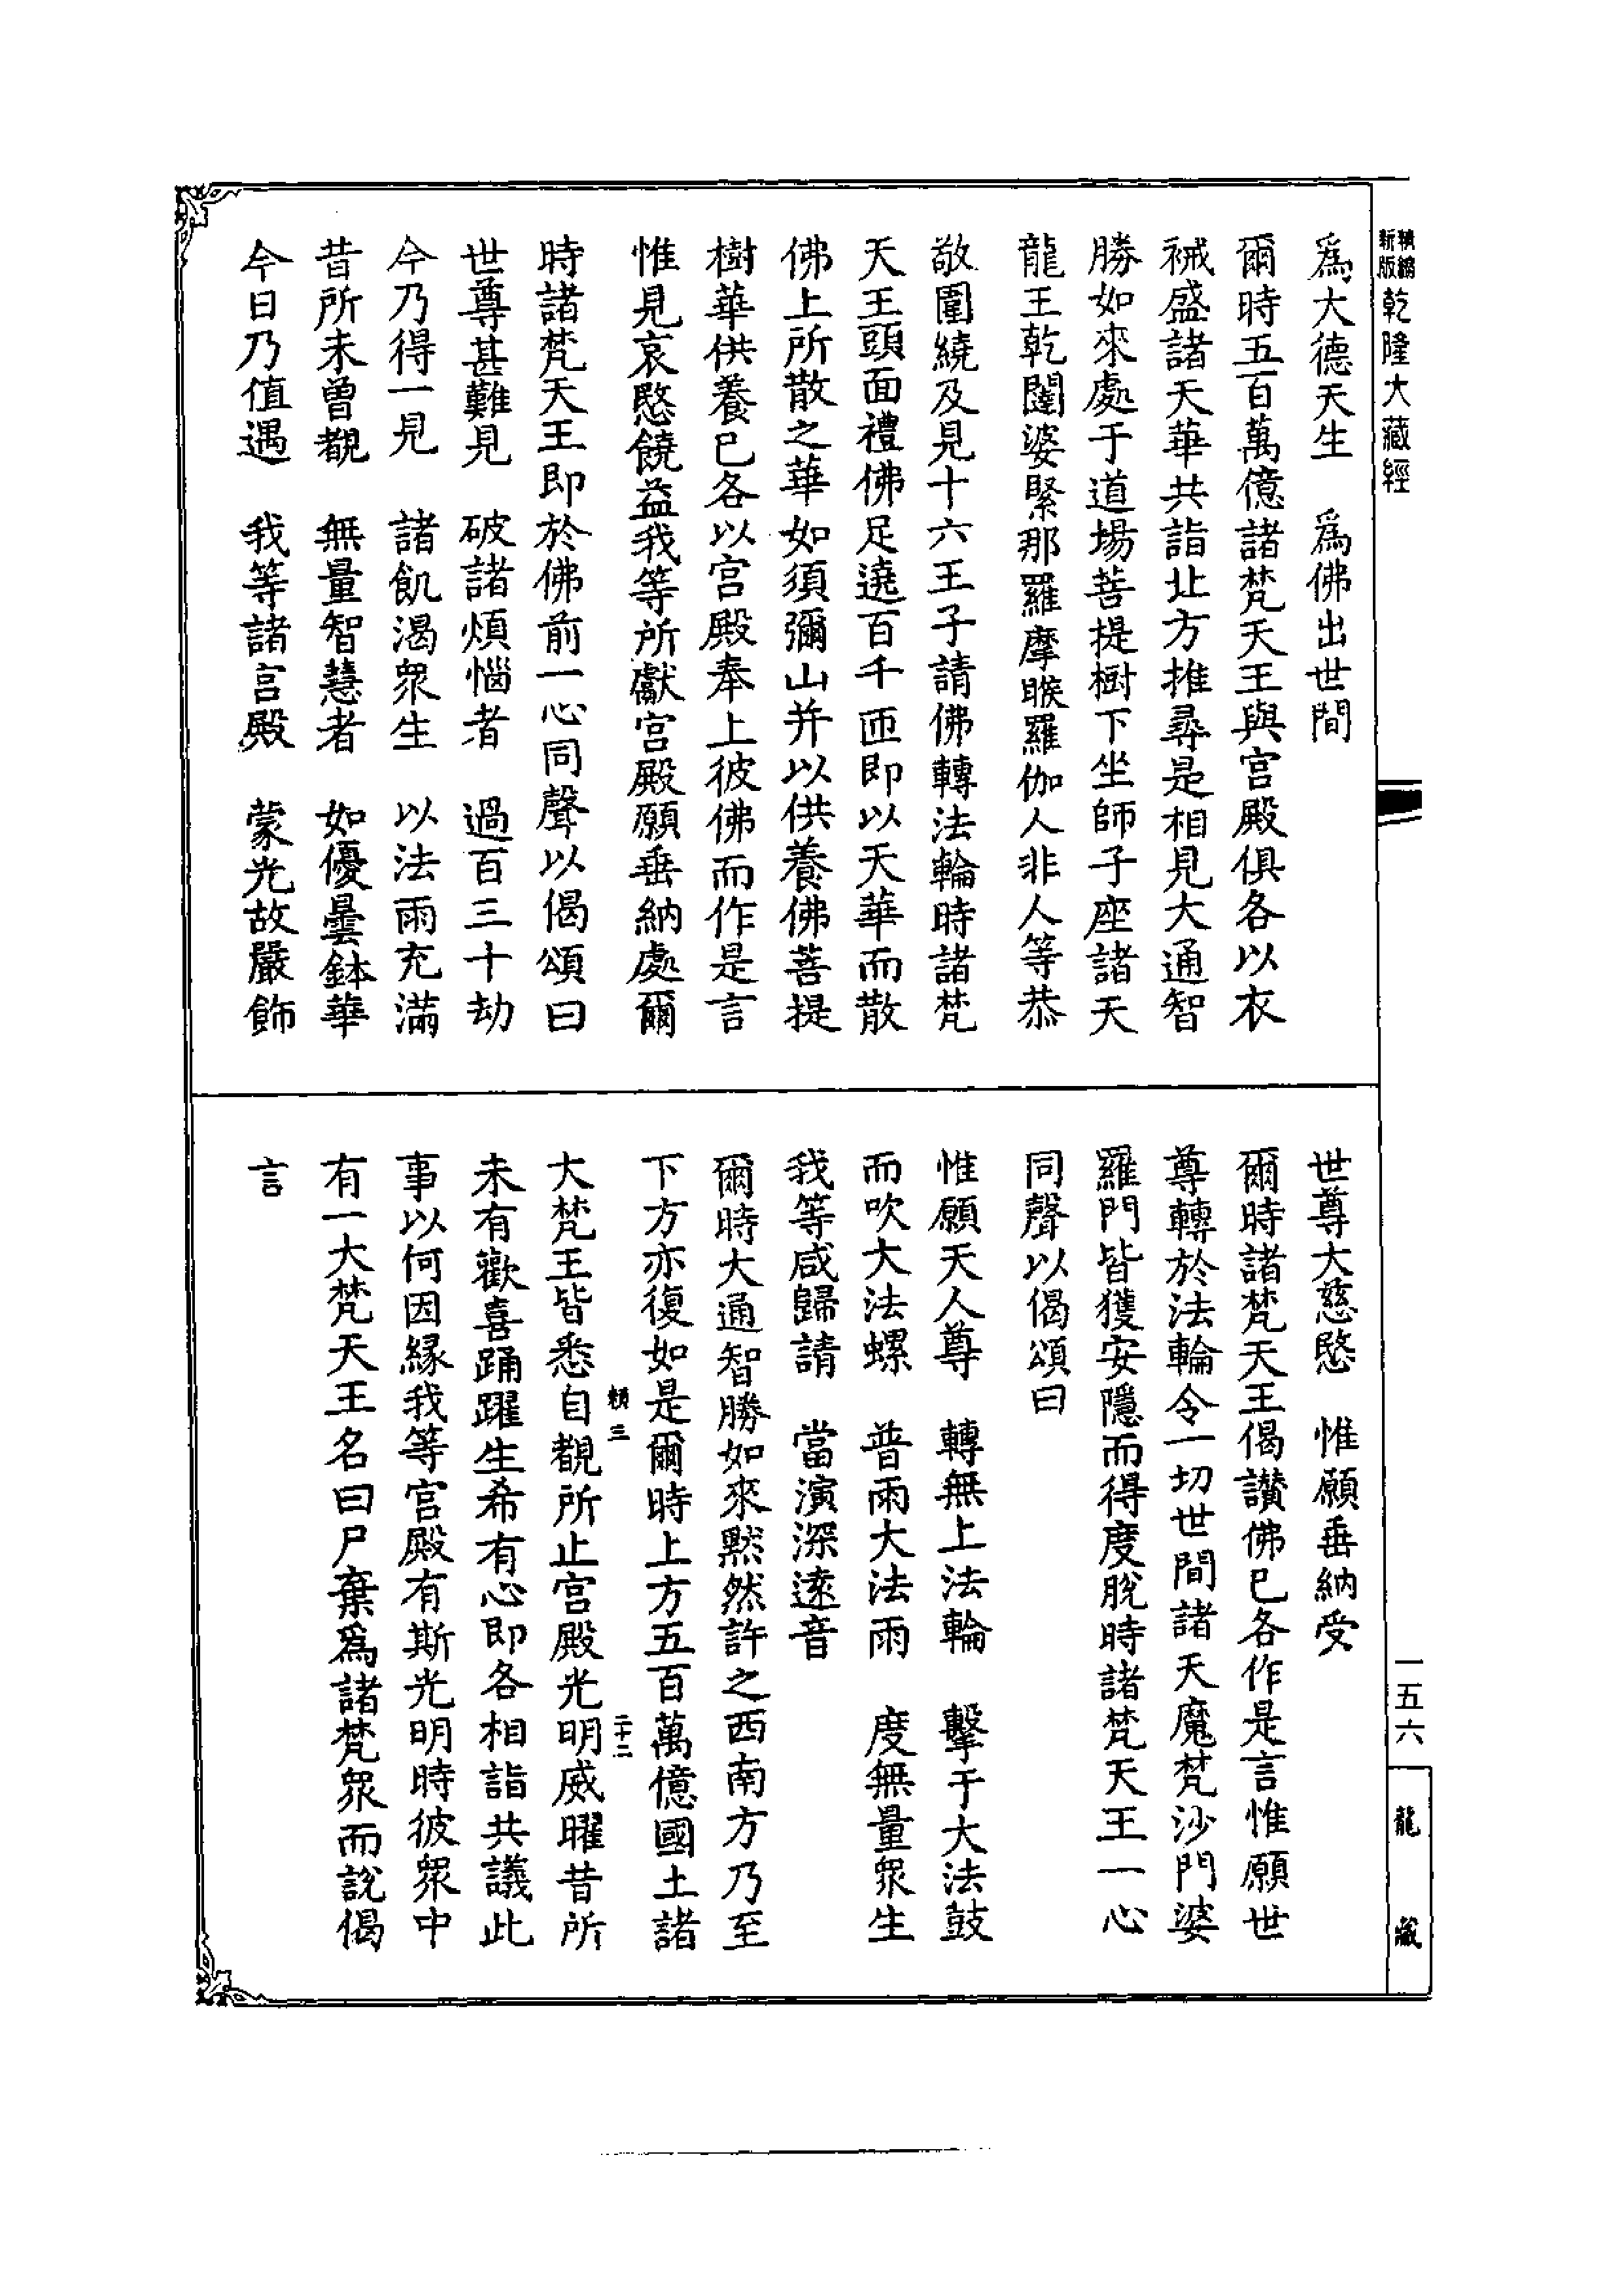 精編
新版
乾隆大藏經
爲大德天生　爲佛出世間
爾時五百萬億諸梵天王與宮殿俱各以衣
裓盛諸天華共詣北方推尋是相見大通智
勝如來處于道場菩提樹下坐師子座諸天
龍王乾闥婆緊那羅摩睺羅伽人非人等恭
敬圍繞及見十六王子請佛轉法輪時諸梵
天王頭面禮佛足遶百千匝即以天華而散
佛上所散之華如須彌山并以供養佛菩提
樹華供養已各以宮殿奉上彼佛而作是言
惟見哀愍饒益我等所獻宮殿願垂納處爾
時諸梵天王即於佛前一心同聲以偈頌曰
世尊甚難見　破諸煩惱者　過百三十劫
今乃得一見　諸飢渴衆生　以法雨充滿
昔所未曾覩　無量智慧者　如優曇鉢華
今日乃值遇　我等諸宮殿　蒙光故嚴飾
世尊大慈愍　惟願垂納受
爾時諸梵天王偈讚佛已各作是言惟願世
尊轉於法輪令一切世間諸天魔梵沙門婆
羅門皆獲安隱而得度脫時諸梵天王一心
同聲以偈頌曰
惟願天人尊　轉無上法輪　擊于大法鼓
而吹大法螺　普雨大法雨　度無量衆生
我等咸歸請　當演深遠音
爾時大通智勝如來默然許之西南方乃至
下方亦復如是爾時上方五百萬億國土諸
三　二十二
大梵王皆悉自覩所止宮殿光明威曜昔所
未有歡喜踊躍生希有心即各相詣共議此
事以何因緣我等宮殿有斯光明時彼衆中
有一大梵天王名曰尸棄爲諸梵衆而說偈
言
一五六
龍藏